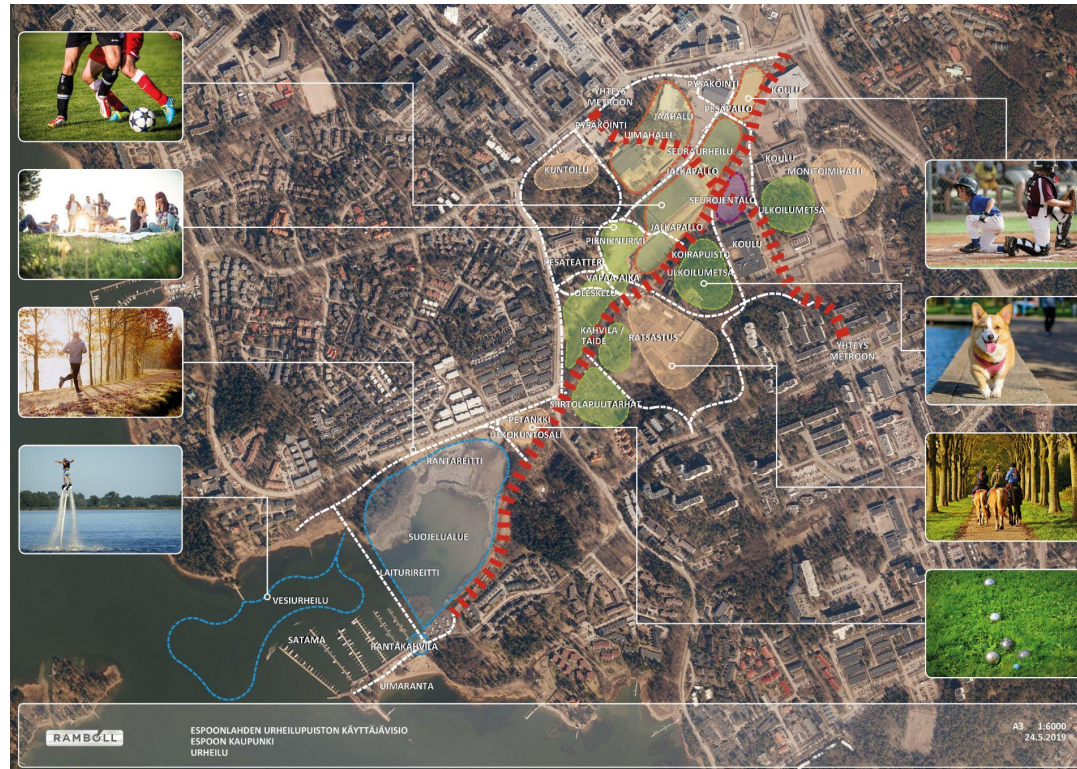 PYSÄKÖINTI
KOULU
YHTEYS
METROON
PESÄPALLO
JÄÄHALLI
PYSÄKÖINTI
UIMAHALLI
SEURAURHEILU
KOULU
KUNTOILU
JALKAPALLO
MONITOIMIHALLI
SEUROJENTALO
ULKOILUMETSÄ
JALKAPALLO
PIKNIKNURMI
KOULU
KESÄTEATTERI
KOIRAPUISTO
VAPAA-AIKA
ULKOILUMETSÄ
OLESKELU
KAHVILA /
TAIDE
RATSASTUS
YHTEYS
METROON
SIIRTOLAPUUTARHAT
PETANKKI
ULKOKUNTOSALI
RANTAREITTI
SUOJELUALUE
LAITURIREITTI
VESIURHEILU
SATAMA
RANTAKAHVILA
UIMARANTA
RAMBOLL
ESPOONLAHDEN URHEILUPUISTON KÄYTTÄJÄVISIO
ESPOON KAUPUNKI
URHEILU
A3 1:6000
24.5.2019